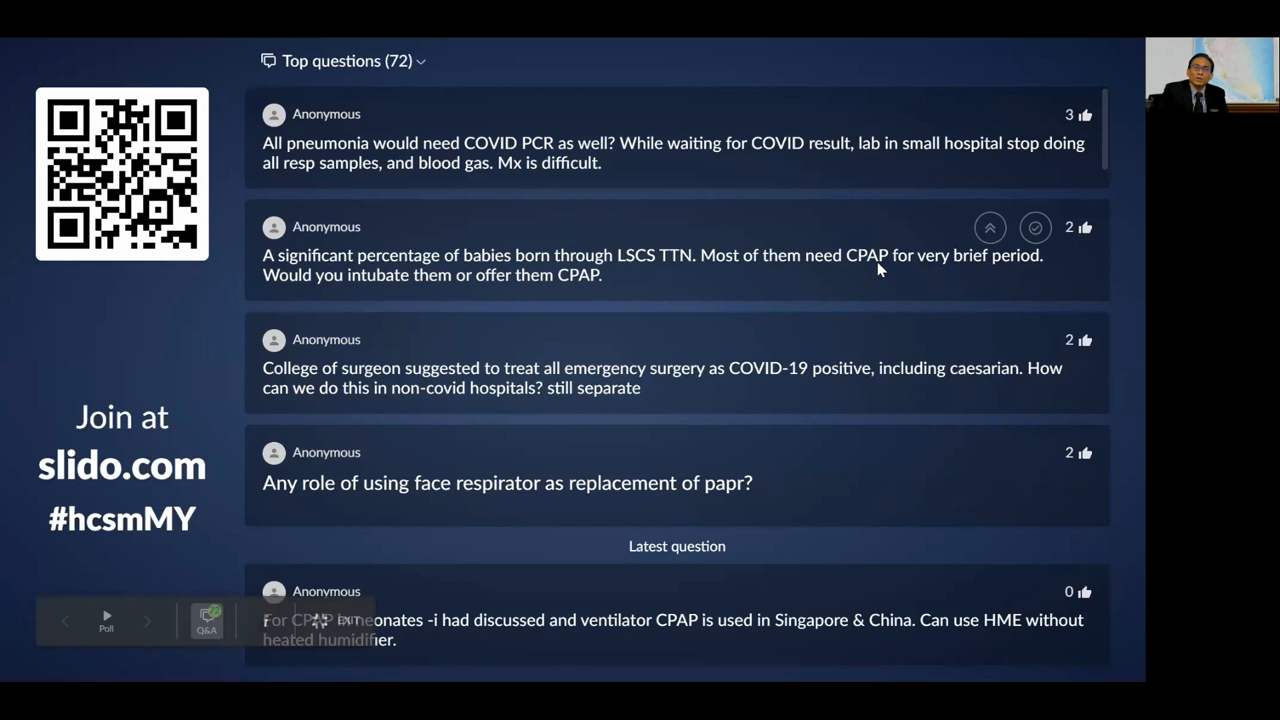 Top questions (72)
Anonymous
3
All pneumonia would need COVID PCR as well? While waiting for COVID result, lab in small hospital stop doing
all resp samples, and blood gas. Mx is difficult.
Anonymous
2
A significant percentage of babies born through LSCS TTN. Most of them need CPAP for very brief period.
Would you intubate them or offer them CPAP.
Anonymous
2
College of surgeon suggested to treat all emergency surgery as COVID-19 positive, including caesarian. How
can we do this in non-covid hospitals? still separate
Anonymous
2
Any role of using face respirator as replacement of papr?
Latest question
Anonymous
0
For CPAP in neonates -i had discussed and ventilator CPAP is used in Singapore & China. Can use HME without
heated humidifier.
Join at
slido.com
#hcsmMY
Poll
Q&A
EXIT